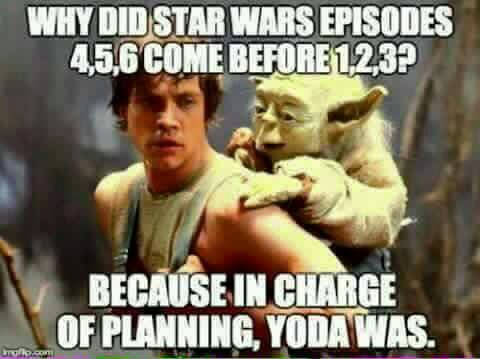 WHY DID STAR WARS EPISODES
4,5,6 COME BEFORE 1,2,3?
BECAUSE IN CHARGE
OF PLANNING, YODA WAS.
imgflip.com